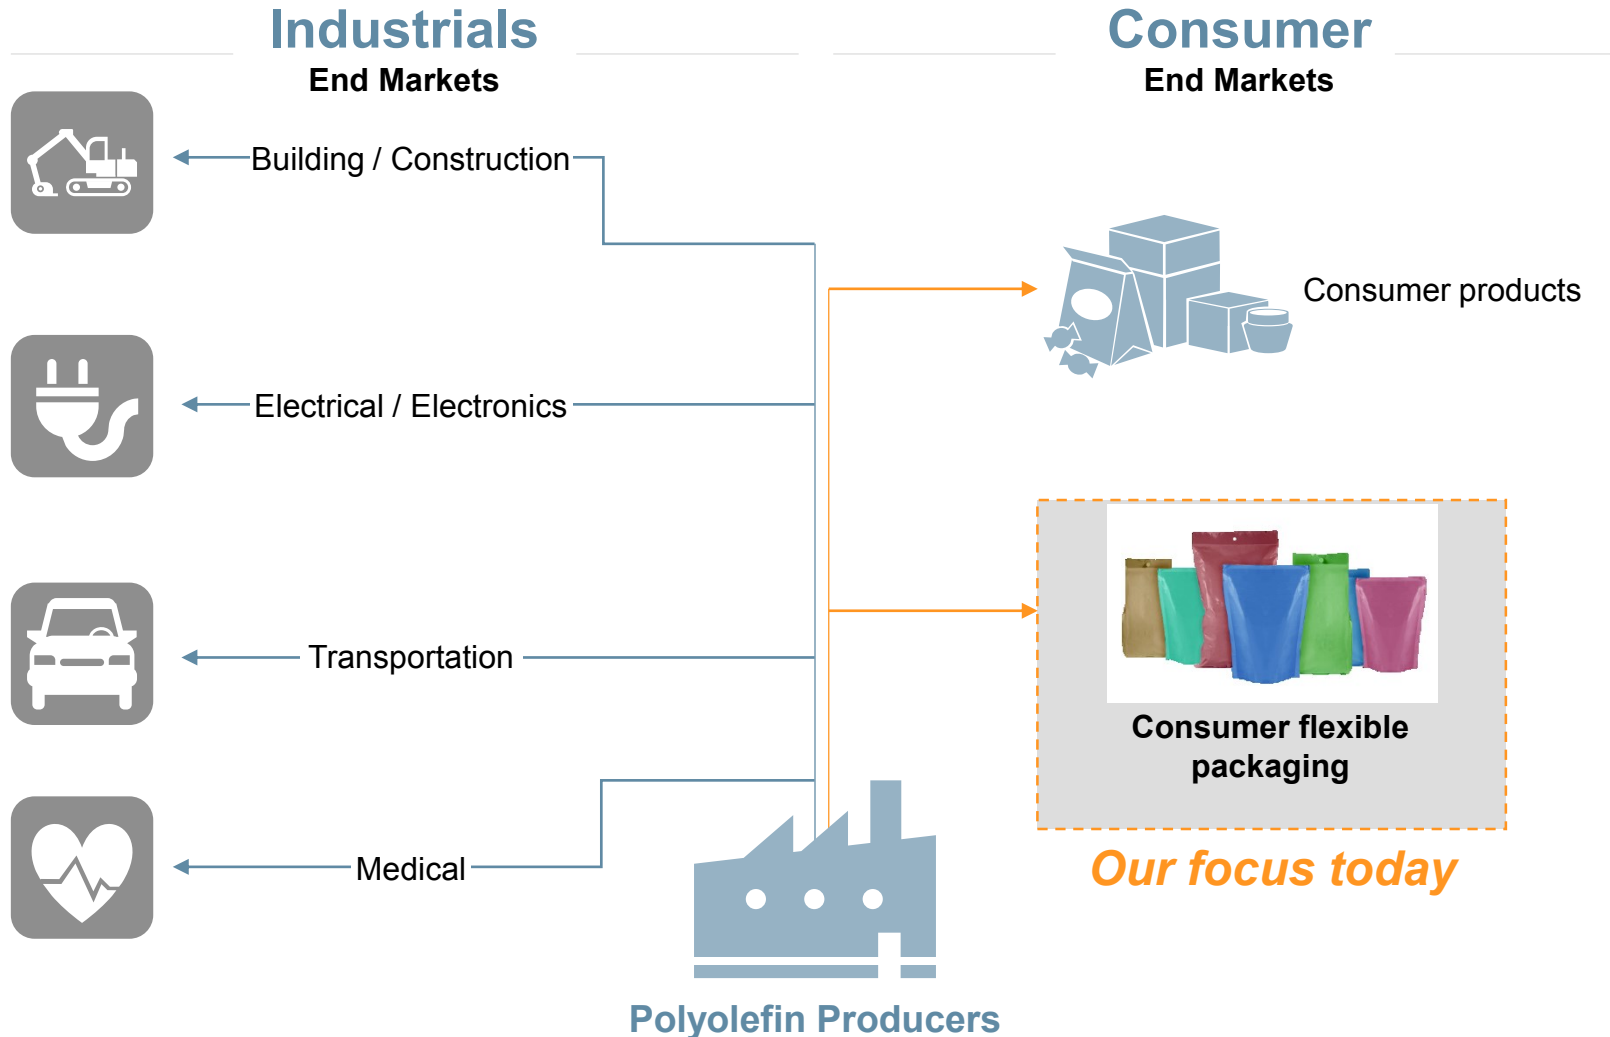 Industrials
End Markets
Building / Construction
Electrical / Electronics
Transportation
Medical
Consumer
End Markets
Consumer products
Consumer flexible
packaging
Our focus today
Polyolefin Producers